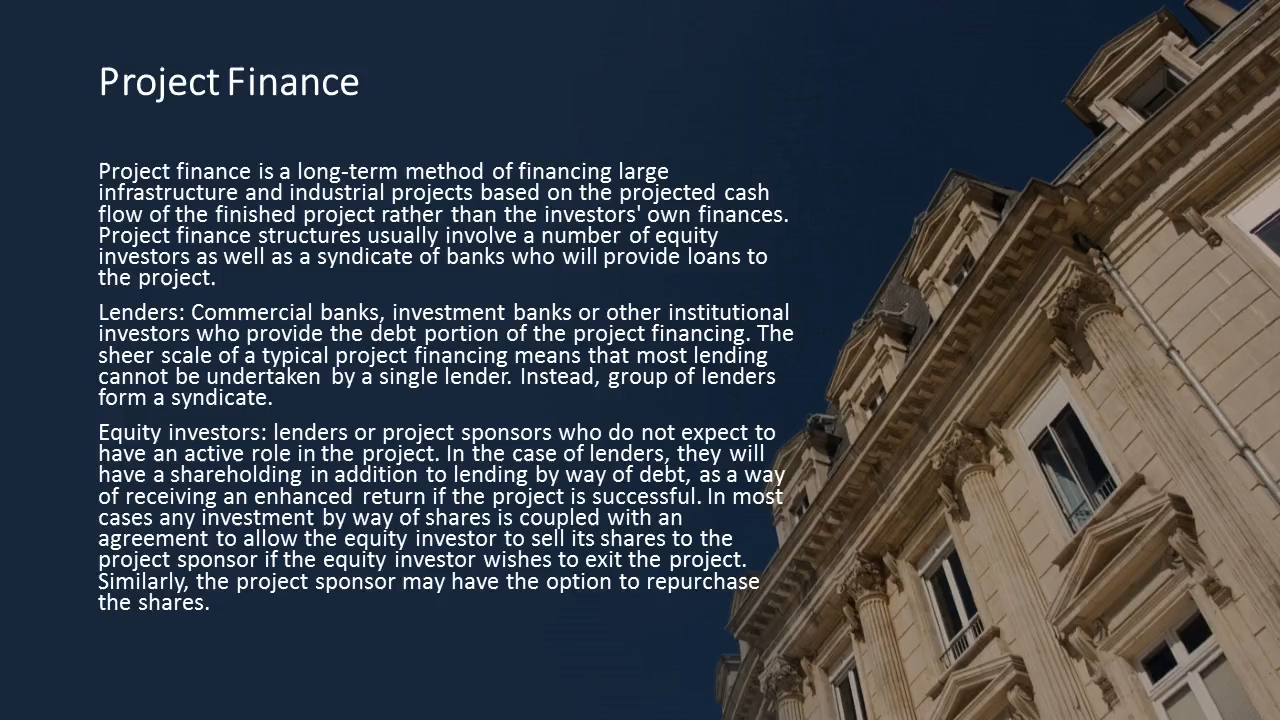 Project Finance
Project finance is a long-term method of financing large
infrastructure and industrial projects based on the projected cash
flow of the finished project rather than the investors' own finances.
Project finance structures usually involve a number of equity
investors as well as a syndicate of banks who will provide loans to
the project.
Lenders: Commercial banks, investment banks or other institutional
investors who provide the debt portion of the project financing. The
sheer scale of a typical project financing means that most lending
cannot be undertaken by a single lender. Instead, group of lenders
form a syndicate.
Equity investors: lenders or project sponsors who do not expect to
have an active role in the project. In the case of lenders, they will
have a shareholding in addition to lending by way of debt, as a way
of receiving an enhanced return if the project is successful. In most
cases any investment by way of shares is coupled with an
agreement to allow the equity investor to sell its shares to the
project sponsor if the equity investor wishes to exit the project.
Similarly, the project sponsor may have the option to repurchase
the shares.